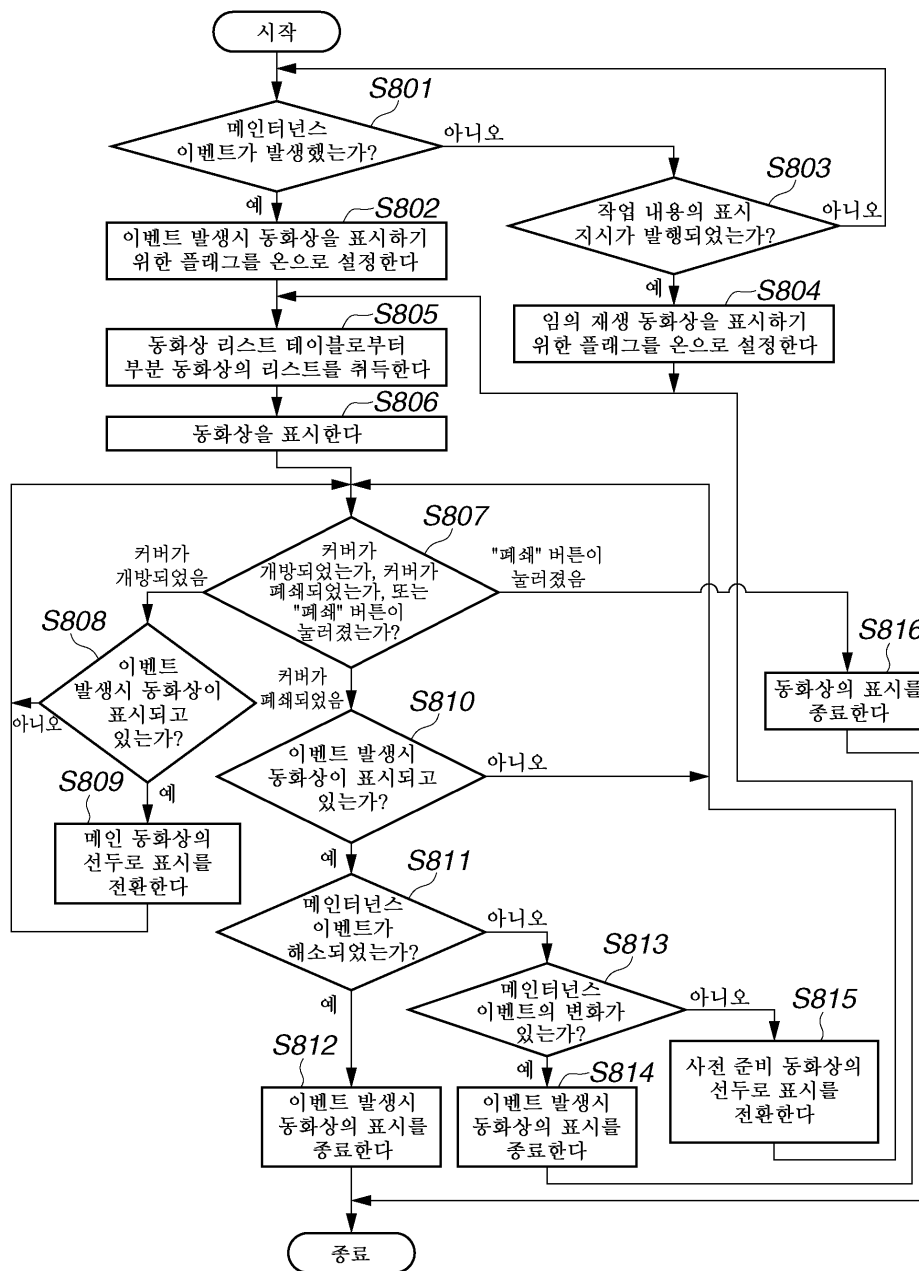 시작
S801
메인터넌스
이벤트가 발생했는가?
아니오
예
S803
작업 내용의 표시
지시가 발행되었는가?
아니오
예
S802
이벤트 발생시 동화상을 표시하기
위한 플래그를 온으로 설정한다
S804
임의 재생 동화상을 표시하기
위한 플래그를 온으로 설정한다
S805
동화상 리스트 테이블로부터
부분 동화상의 리스트를 취득한다
S806
동화상을 표시한다
S807
커버가
개방되었는가, 커버가
폐쇄되었는가, 또는
"폐쇄" 버튼이
눌러졌는가?
커버가
개방되었음
"폐쇄" 버튼이
눌러졌음
커버가
폐쇄되었음
S808
이벤트
발생시 동화상이
표시되고
있는가?
아니오
예
S816
동화상의 표시를
종료한다
S809
메인 동화상의
선두로 표시를
전환한다
S810
이벤트 발생시
동화상이 표시되고
있는가?
아니오
예
S811
메인터넌스
이벤트가
해소되었는가?
아니오
예
S813
메인터넌스
이벤트의 변화가
있는가?
아니오
예
S815
사전 준비 동화상의
선두로 표시를
전환한다
S812
이벤트 발생시
동화상의 표시를
종료한다
S814
이벤트 발생시
동화상의 표시를
종료한다
종료